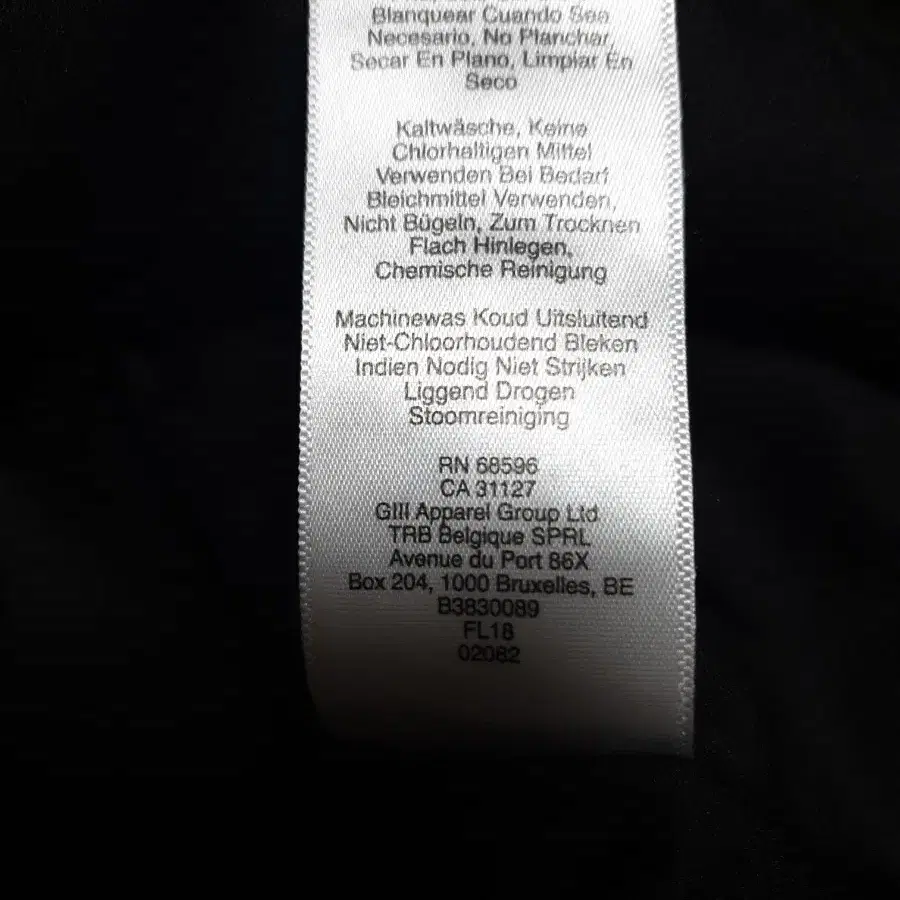 Blanquear Cuando Sea
Necesario, No Planchar,
Secar En Plano, Limpiar En
Seco
Kaltwäsche, Keine
Chlorhaltigen Mittel
Verwenden Bei Bedarf
Bleichmittel Verwenden,
Nicht Bügeln, Zum Trocknen
Flach Hinlegen,
Chemische Reinigung
Machinewas Koud Uitsluitend
Niet-Chloorhoudend Bleken
Indien Nodig Niet Strijken
Liggend Drogen
Stoomreiniging
RN 68596
CA 31127
GIII Apparel Group Ltd
TRB Belgique SPRL
Avenue du Port 86X
Box 204, 1000 Bruxelles, BE
B3830089
FL18
02082